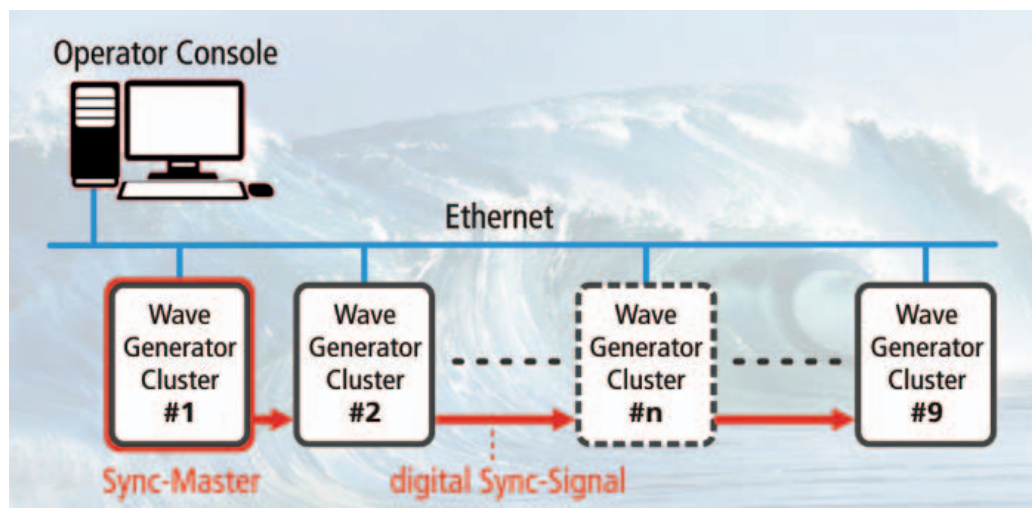 Operator Console
Ethernet
Wave
Generator
Cluster
#1
Wave
Generator
Cluster
#2
Wave
Generator
Cluster
#n
Wave
Generator
Cluster
#9
Sync-Master
digital Sync-Signal